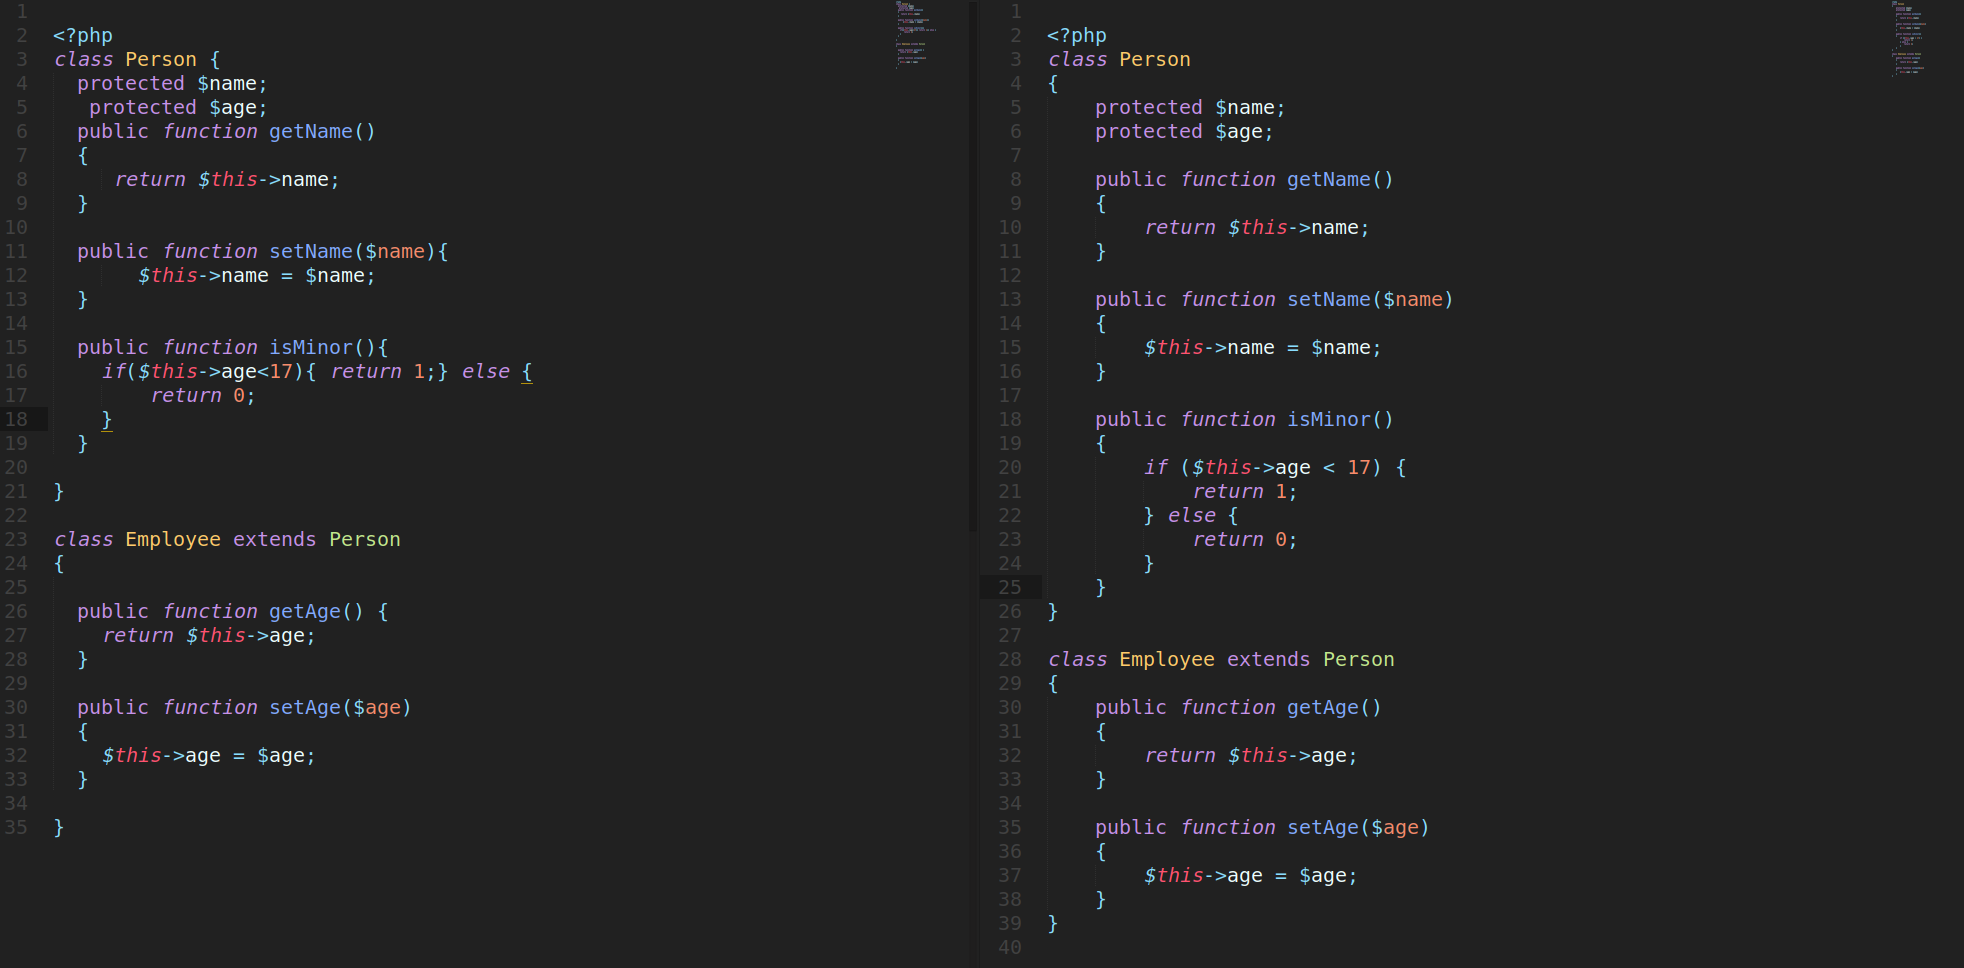 1
2 <?php
3 class Person {
4   protected $name;
5    protected $age;
6   public function getName()
7   {
8      return $this->name;
9   }
10
11   public function setName($name){
12        $this->name = $name;
13   }
14
15   public function isMinor(){
16     if($this->age<17){ return 1;} else {
17         return 0;
18     }
19   }
20
21 }
22
23 class Employee extends Person
24 {
25
26   public function getAge() {
27     return $this->age;
28   }
29
30   public function setAge($age)
31   {
32     $this->age = $age;
33   }
34
35 }
1
2 <?php
3 class Person
4 {
5     protected $name;
6     protected $age;
7
8     public function getName()
9     {
10         return $this->name;
11     }
12
13     public function setName($name)
14     {
15         $this->name = $name;
16     }
17
18     public function isMinor()
19     {
20         if ($this->age < 17) {
21             return 1;
22         } else {
23             return 0;
24         }
25     }
26 }
27
28 class Employee extends Person
29 {
30     public function getAge()
31     {
32         return $this->age;
33     }
34
35     public function setAge($age)
36     {
37         $this->age = $age;
38     }
39 }
40